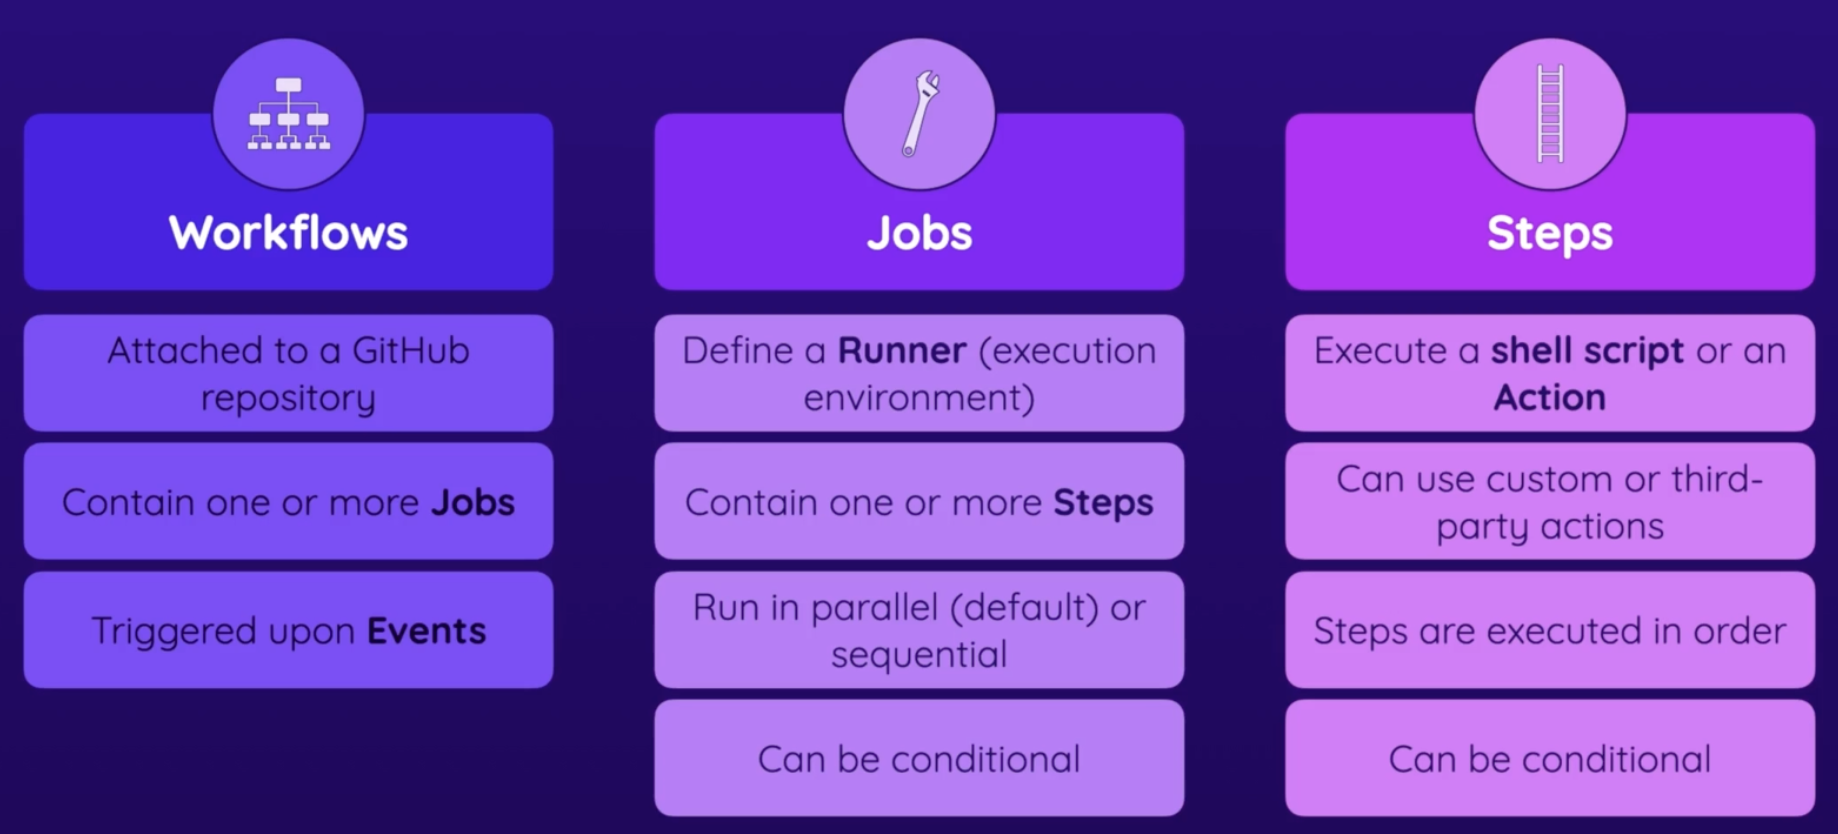 Workflows
Attached to a GitHub
repository
Contain one or more Jobs
Triggered upon Events
Jobs
Define a Runner (execution
environment)
Contain one or more Steps
Run in parallel (default) or
sequential
Can be conditional
Steps
Execute a shell script or an
Action
Can use custom or third-
party actions
Steps are executed in order
Can be conditional